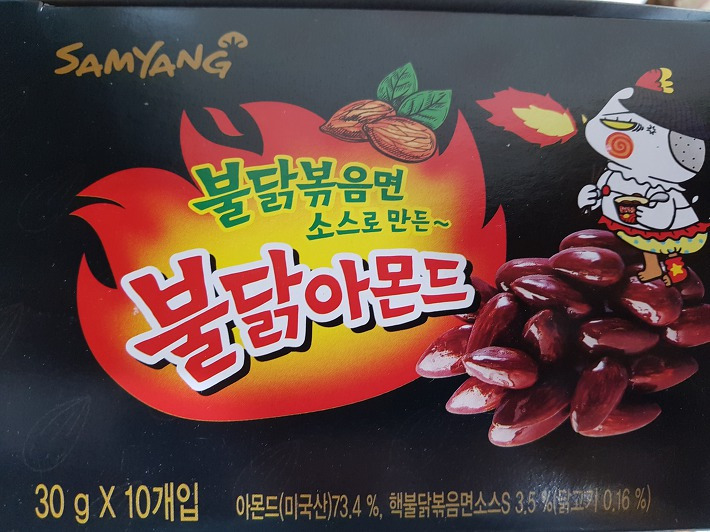 SAMYANG
불닭볶음면
소스로 만든~
불닭아몬드
30 g X 10개입
아몬드(미국산)73.4 %, 핵불닭볶음면소스S 3.5 %(닭고기 0.16 %)